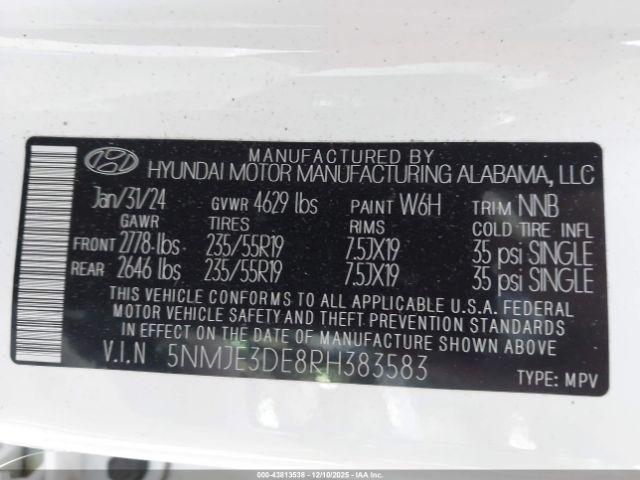 MANUFACTURED BY
HYUNDAI MOTOR MANUFACTURING ALABAMA, LLC
Jan/31/24 GVWR 4629 lbs PAINT W6H TRIM NNB
GAWR TIRES RIMS COLD TIRE INFL
FRONT 2778-lbs 235/55R19 7.5JX19 35 psi SINGLE
REAR 2646 lbs 235/55R19 7.5JX19 35 psi SINGLE
THIS VEHICLE CONFORMS TO ALL APPLICABLE U.S.A. FEDERAL
MOTOR VEHICLE SAFETY AND THEFT PREVENTION STANDARDS
IN EFFECT ON THE DATE OF MANUFACTURE SHOWN ABOVE.
V.I.N 5NMJE3DE8RH383583
TYPE: MPV
000-43813538 - 12/10/2025 - COPYRIGHT IAA